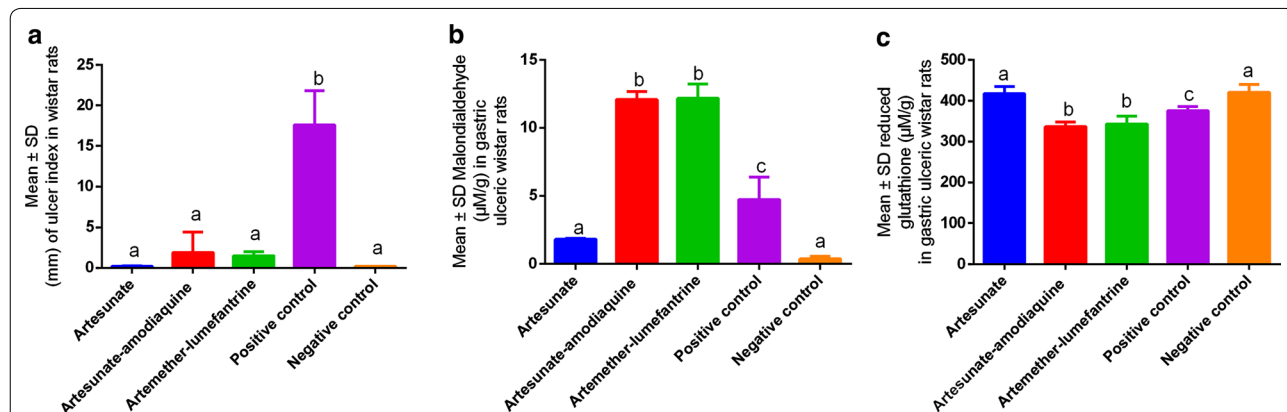 a
Mean ± SD
(mm) of ulcer index in wistar rats
25
20
15
10
5
0
a
a
a
b
a
Artesunate
Artesunate-amodiaquine
Artemether-lumefantrine
Positive control
Negative control
b
Mean ± SD Malondialdehyde
(µM/g) in gastric
ulceric wistar rats
15
10
5
0
a
b
b
c
a
Artesunate
Artesunate-amodiaquine
Artemether-lumefantrine
Positive control
Negative control
c
Mean ± SD reduced
glutathione (µM/g)
in gastric ulceric wistar rats
500
400
300
200
100
0
a
b
b
c
a
Artesunate
Artesunate-amodiaquine
Artemether-lumefantrine
Positive control
Negative control